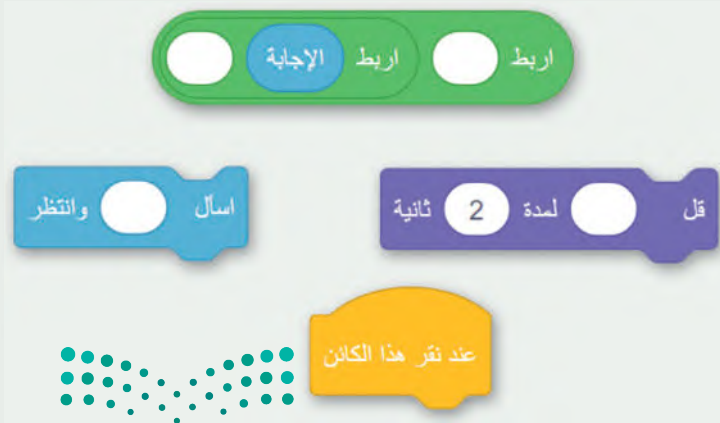 اربط اربط الإجابة
قل لمدة 2 ثانية
اسأل وانتظر
عند نقر هذا الكائن